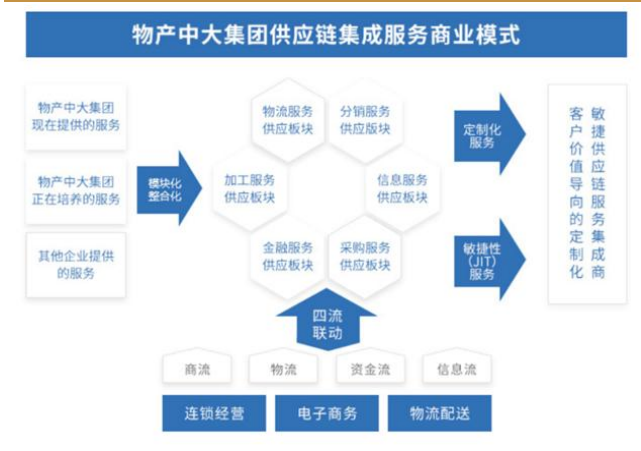 物产中大集团供应链集成服务商业模式
物产中大集团
现在提供的服务
物产中大集团
正在培养的服务
其他企业提供
的服务
模块化
整合化
物流服务
供应板块
分销服务
供应版块
加工服务
供应板块
信息服务
供应板块
金融服务
供应板块
采购服务
供应板块
定制化
服务
敏捷性
(JIT)
服务
敏捷供应链服务集成商
客户价值导向的定制化
四流
联动
商流
物流
资金流
信息流
连锁经营
电子商务
物流配送